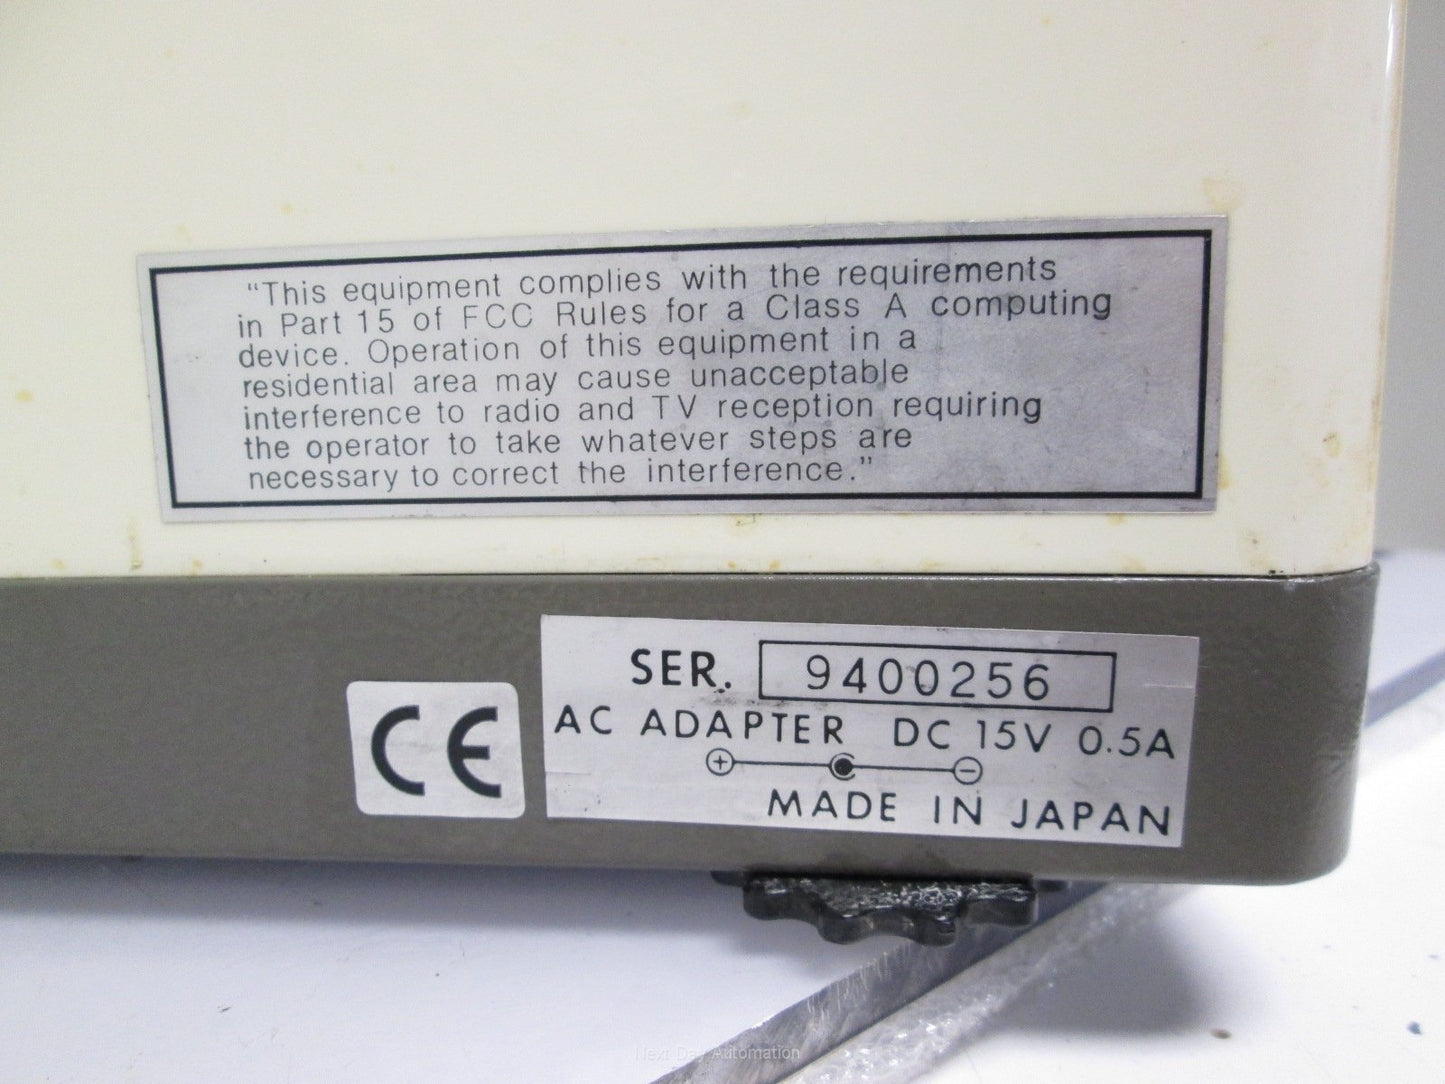 “This equipment complies with the requirements
in Part 15 of FCC Rules for a Class A computing
device. Operation of this equipment in a
residential area may cause unacceptable
interference to radio and TV reception requiring
the operator to take whatever steps are
necessary to correct the interference.”
CE
SER. 9400256
AC ADAPTER DC 15V 0.5A
+ −
MADE IN JAPAN
Next Day Automation